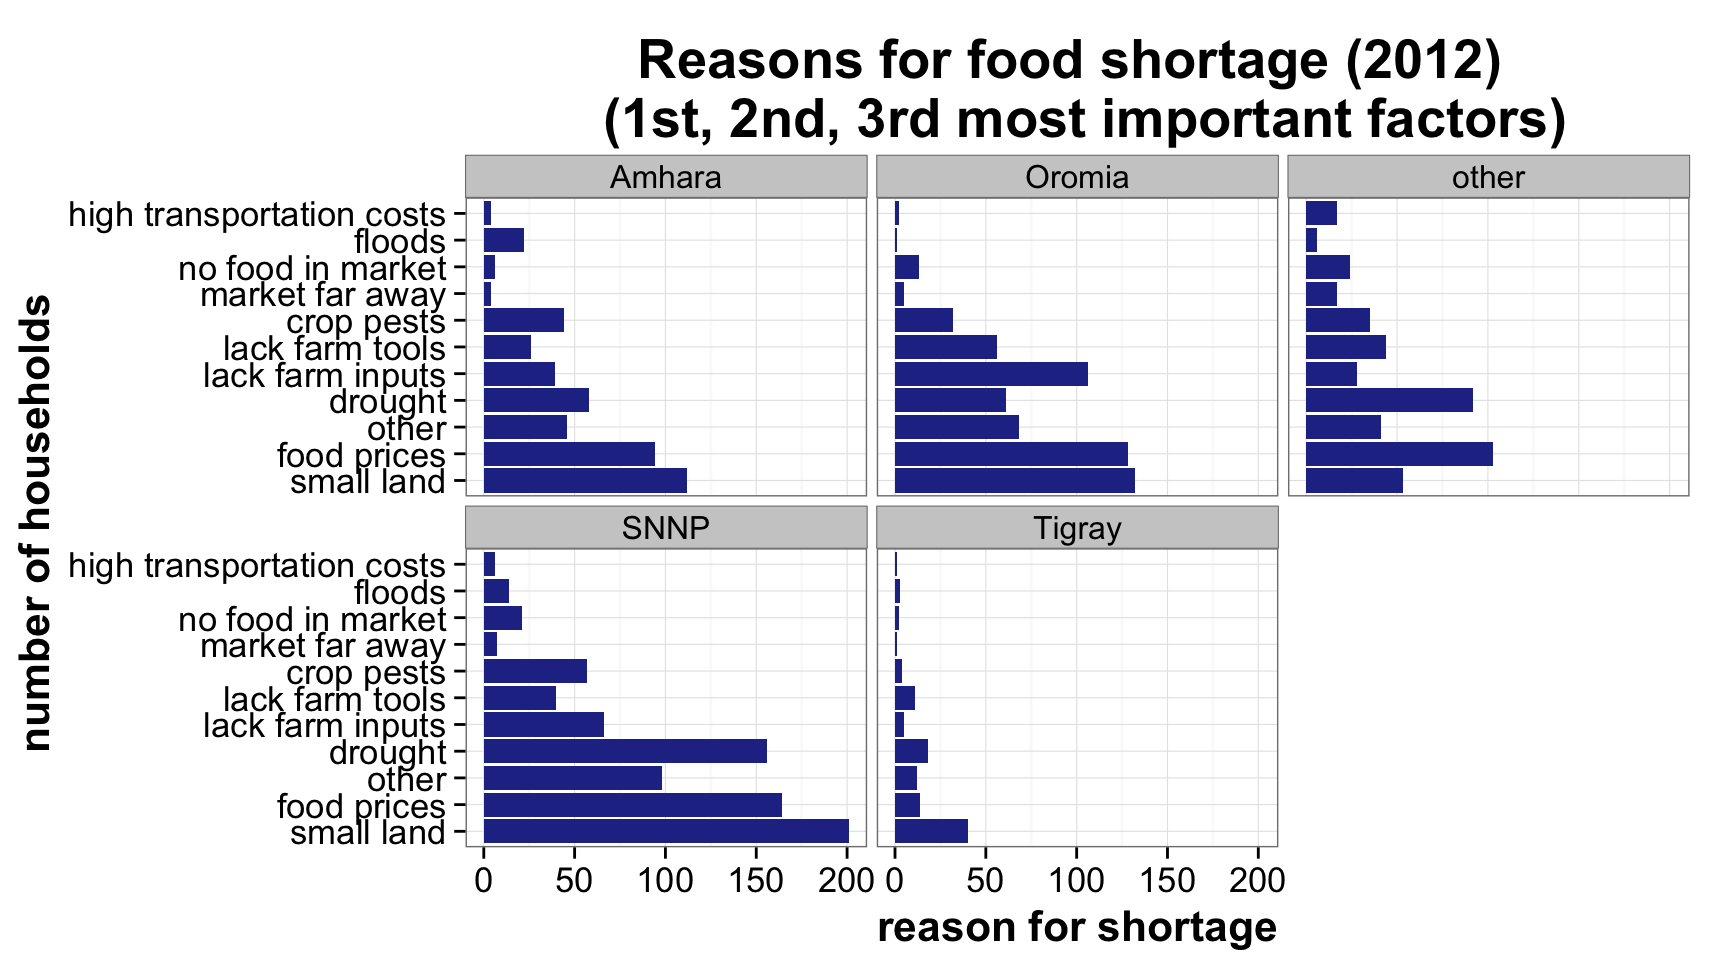 Reasons for food shortage (2012)
(1st, 2nd, 3rd most important factors)
Amhara
Oromia
other
high transportation costs
floods
no food in market
market far away
crop pests
lack farm tools
lack farm inputs
drought
other
food prices
small land
number of households
SNNP
Tigray
high transportation costs
floods
no food in market
market far away
crop pests
lack farm tools
lack farm inputs
drought
other
food prices
small land
0 50 100 150 200 0 50 100 150 200
reason for shortage